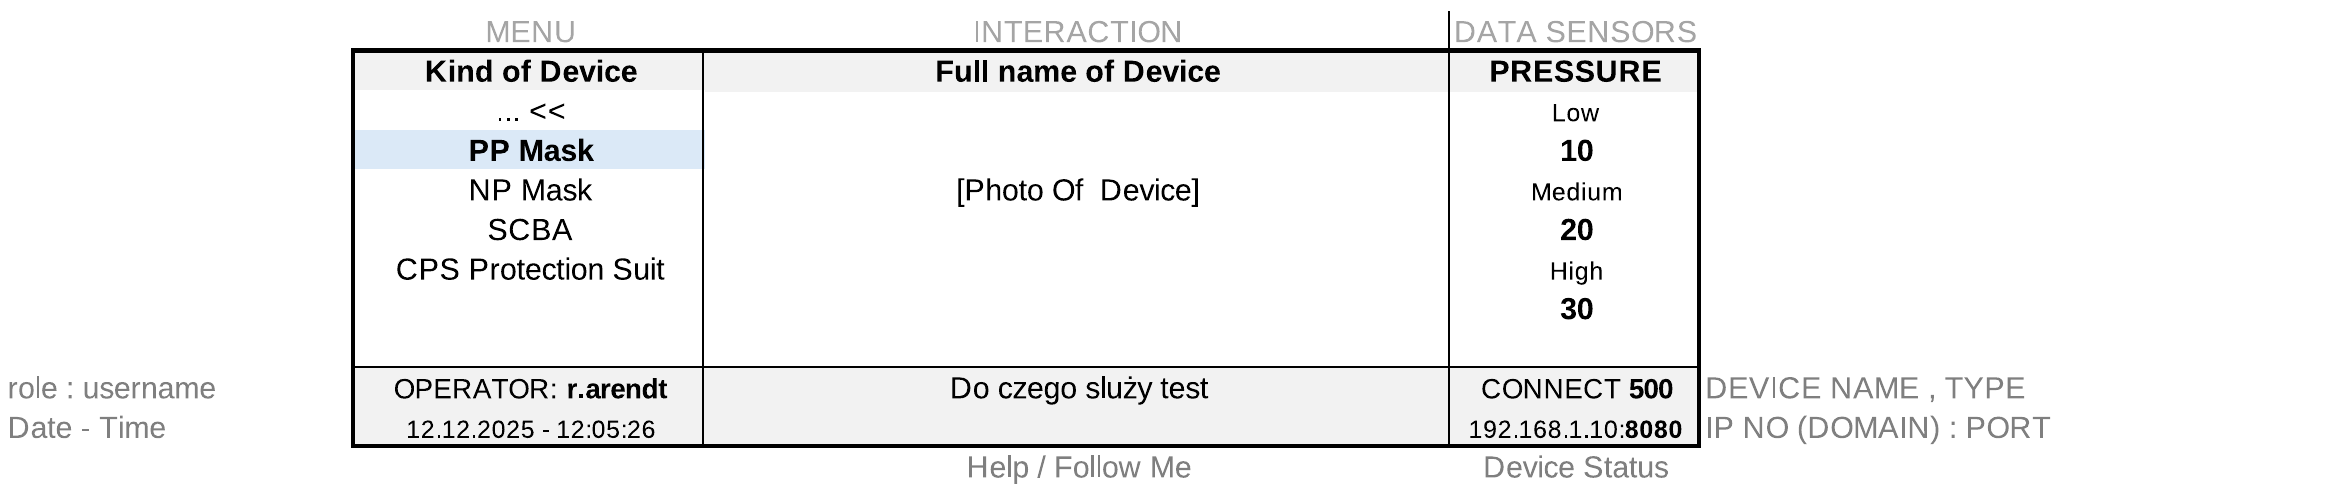 MENU INTERACTION DATA SENSORS
Kind of Device Full name of Device PRESSURE
... << Low
PP Mask 10
NP Mask [Photo Of  Device] Medium
SCBA 20
CPS Protection Suit High
30
role : username OPERATOR: r.arendt Do czego sluży test CONNECT 500 DEVICE NAME , TYPE
Date - Time 12.12.2025 - 12:05:26 192.168.1.10:8080 IP NO (DOMAIN) : PORT
Help / Follow Me Device Status